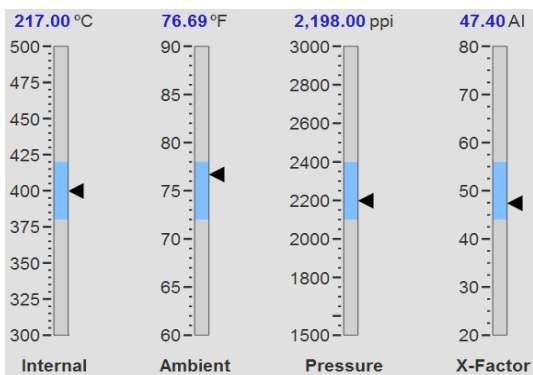 217.00 °C 76.69 °F 2,198.00 ppi 47.40 AI
500 90 3000 80
475 85 2800 70
450 80 2600 60
425 75 2400 50
400 70 2200 40
375 65 2000 30
350 60 1800 20
325 1500
300
Internal Ambient Pressure X-Factor